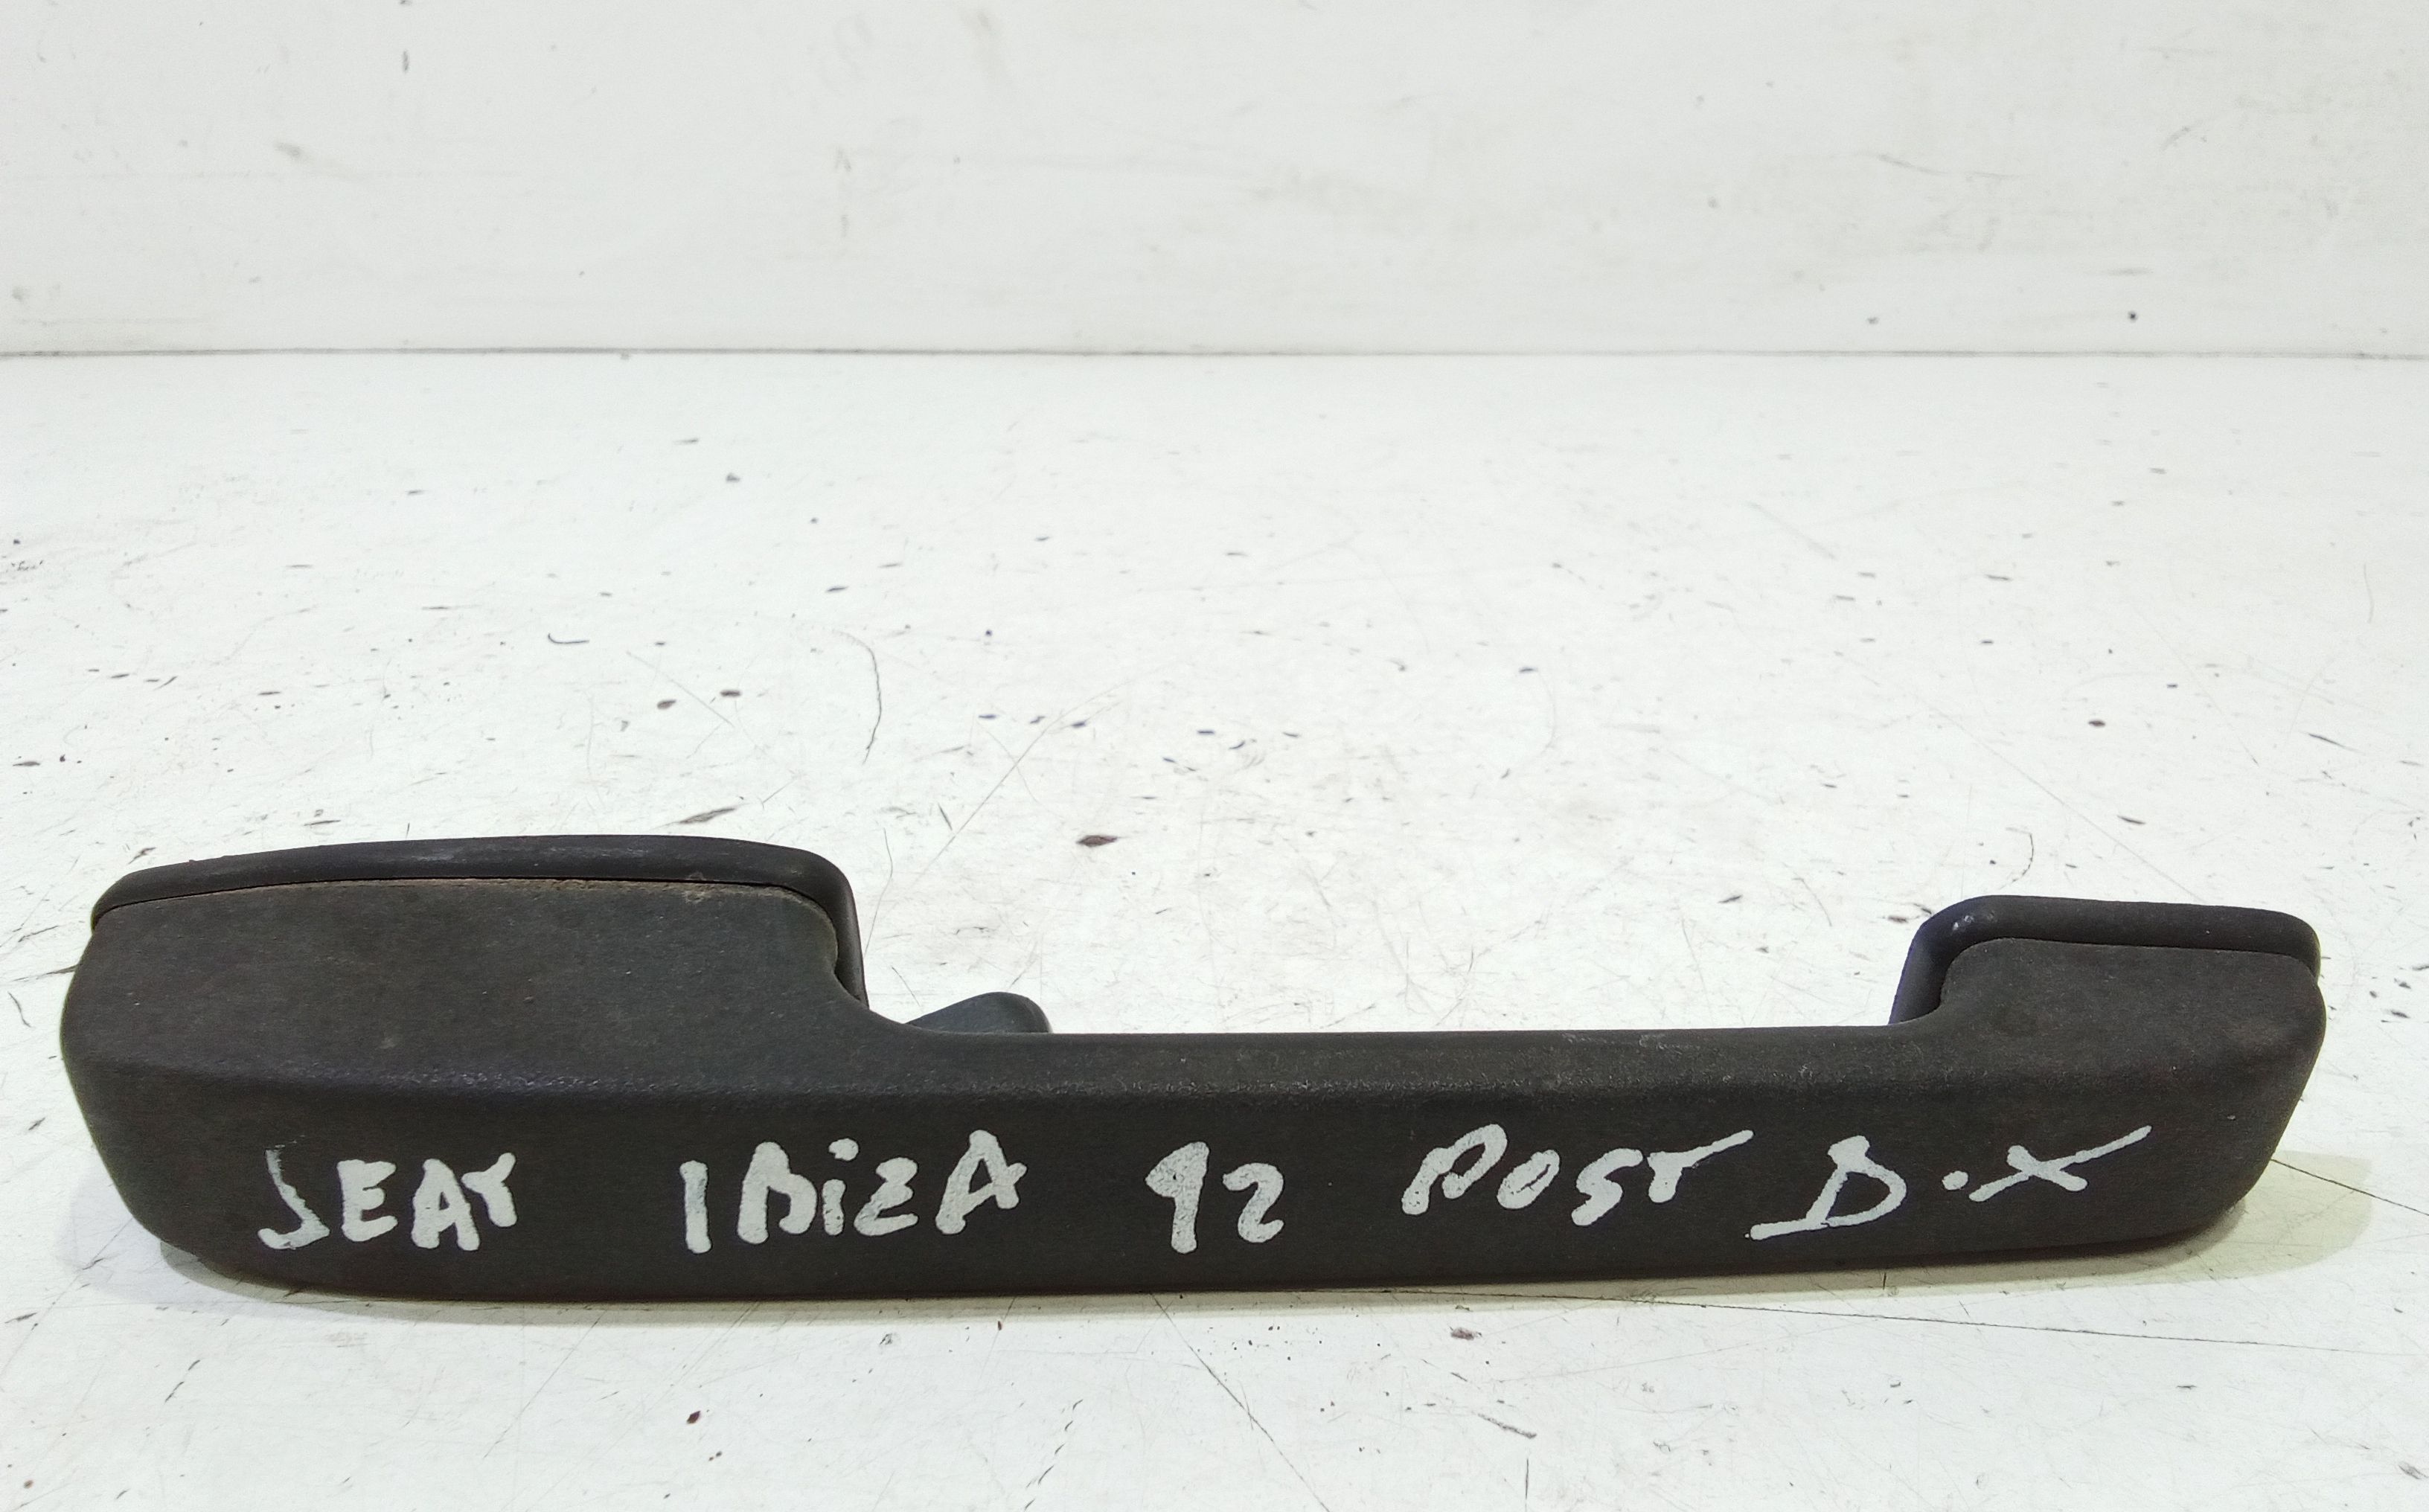 SEAT IBiZA 92 POST D.X